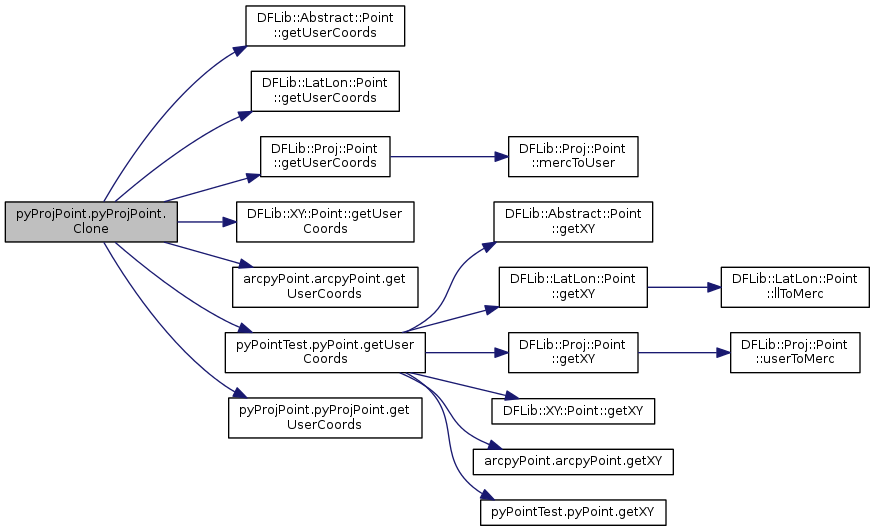 pyProjPoint.pyProjPoint.
Clone
DFLib::Abstract::Point
::getUserCoords
DFLib::LatLon::Point
::getUserCoords
DFLib::Proj::Point
::getUserCoords
DFLib::XY::Point::getUser
Coords
arcpyPoint.arcpyPoint.get
UserCoords
pyPointTest.pyPoint.getUser
Coords
pyProjPoint.pyProjPoint.get
UserCoords
DFLib::Proj::Point
::mercToUser
DFLib::Abstract::Point
::getXY
DFLib::LatLon::Point
::getXY
DFLib::Proj::Point
::getXY
DFLib::XY::Point::getXY
arcpyPoint.arcpyPoint.getXY
pyPointTest.pyPoint.getXY
DFLib::LatLon::Point
::llToMerc
DFLib::Proj::Point
::userToMerc